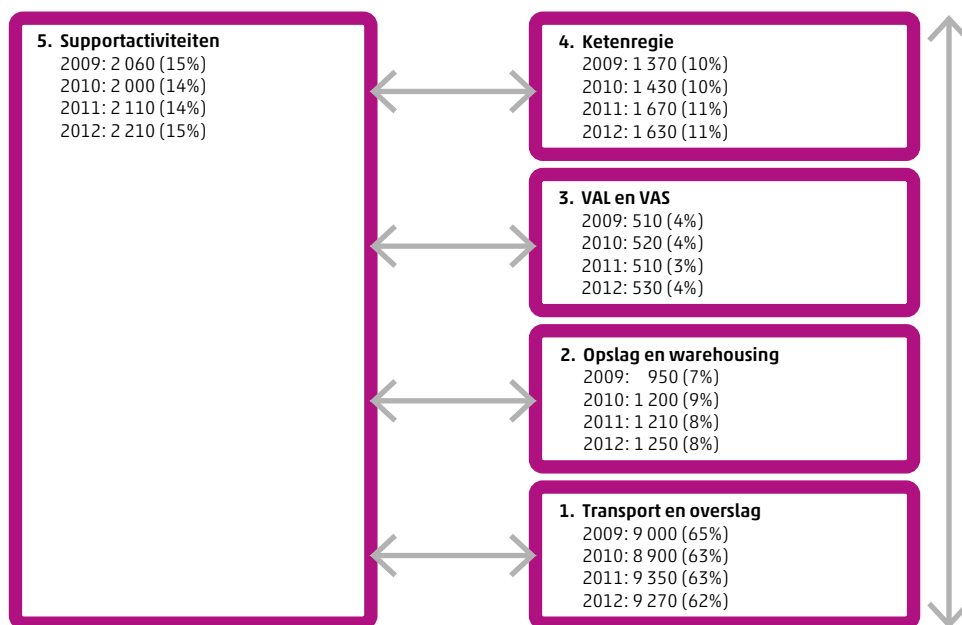 5. Supportactiviteiten
2009: 2 060 (15%)
2010: 2 000 (14%)
2011: 2 110 (14%)
2012: 2 210 (15%)
4. Ketenregie
2009: 1 370 (10%)
2010: 1 430 (10%)
2011: 1 670 (11%)
2012: 1 630 (11%)
3. VAL en VAS
2009: 510 (4%)
2010: 520 (4%)
2011: 510 (3%)
2012: 530 (4%)
2. Opslag en warehousing
2009: 950 (7%)
2010: 1 200 (9%)
2011: 1 210 (8%)
2012: 1 250 (8%)
1. Transport en overslag
2009: 9 000 (65%)
2010: 8 900 (63%)
2011: 9 350 (63%)
2012: 9 270 (62%)